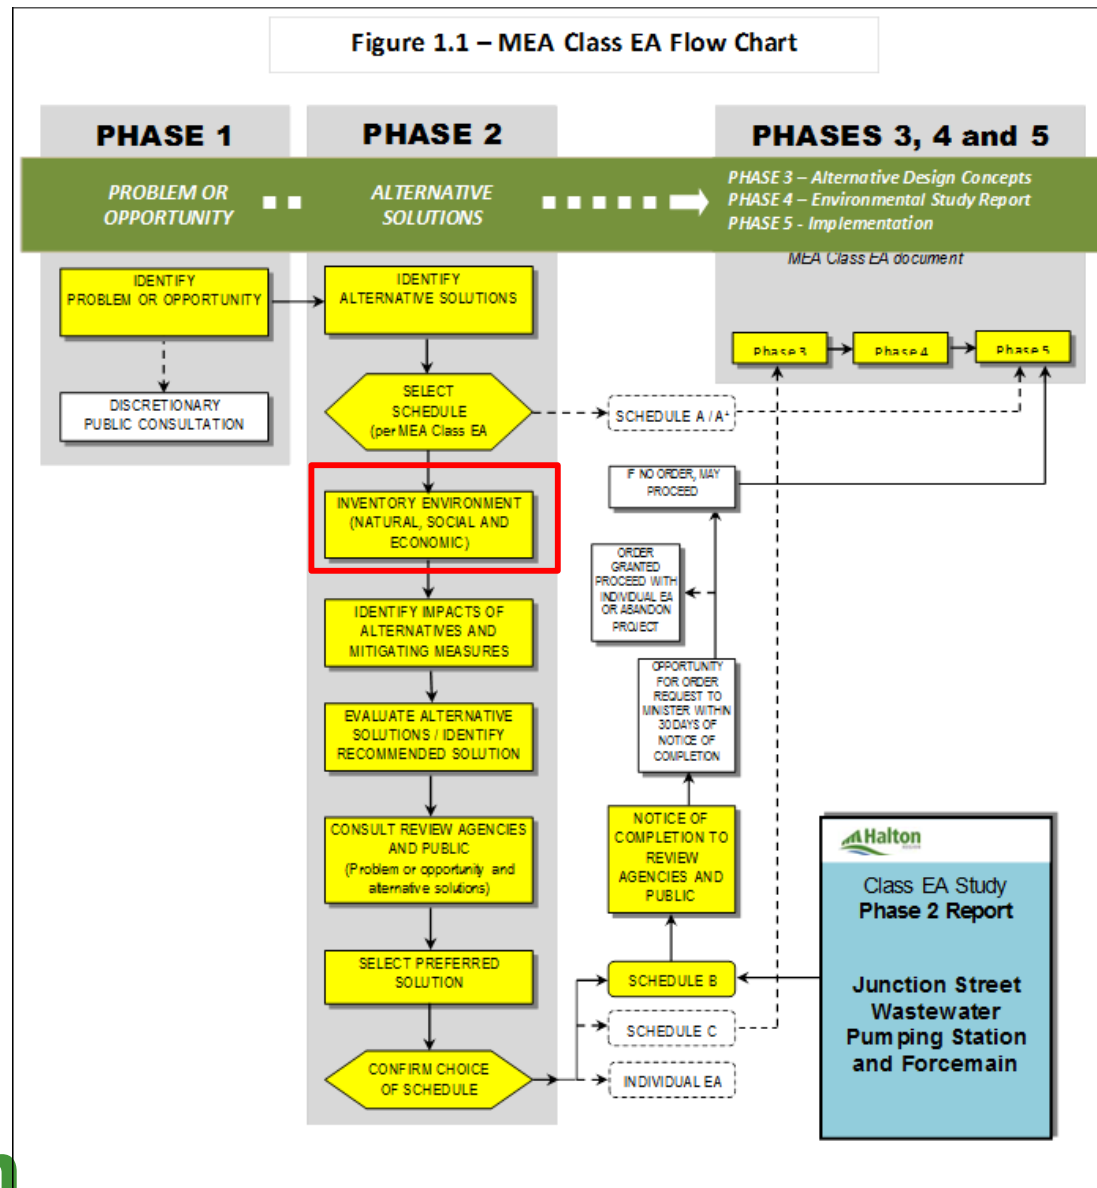 Figure 1.1 – MEA Class EA Flow Chart
PHASE 1
PHASE 2
PHASES 3, 4 and 5
PROBLEM OR
OPPORTUNITY
ALTERNATIVE
SOLUTIONS
PHASE 3 – Alternative Design Concepts
PHASE 4 – Environmental Study Report
PHASE 5 - Implementation
MEA Class EA document
IDENTIFY
PROBLEM OR OPPORTUNITY
DISCRETIONARY
PUBLIC CONSULTATION
IDENTIFY
ALTERNATIVE SOLUTIONS
SELECT
SCHEDULE
(per MEA Class EA
INVENTORY ENVIRONMENT
(NATURAL, SOCIAL AND
ECONOMIC)
IDENTIFY IMPACTS OF
ALTERNATIVES AND
MITIGATING MEASURES
EVALUATE ALTERNATIVE
SOLUTIONS / IDENTIFY
RECOMMENDED SOLUTION
CONSULT REVIEW AGENCIES
AND PUBLIC
(Problem or opportunity and
alternative solutions)
SELECT PREFERRED
SOLUTION
CONFIRM CHOICE
OF SCHEDULE
Phase 3
Phase 4
Phase 5
SCHEDULE A / A+
IF NO ORDER, MAY
PROCEED
ORDER
GRANTED
PROCEED WITH
INDIVIDUAL EA
OR ABANDON
PROJECT
OPPORTUNITY
FOR ORDER
REQUEST TO
MINISTER WITHIN
30 DAYS OF
NOTICE OF
COMPLETION
NOTICE OF
COMPLETION TO
REVIEW
AGENCIES AND
PUBLIC
SCHEDULE B
SCHEDULE C
INDIVIDUAL EA
Halton
Class EA Study
Phase 2 Report
Junction Street
Wastewater
Pumping Station
and Forcemain